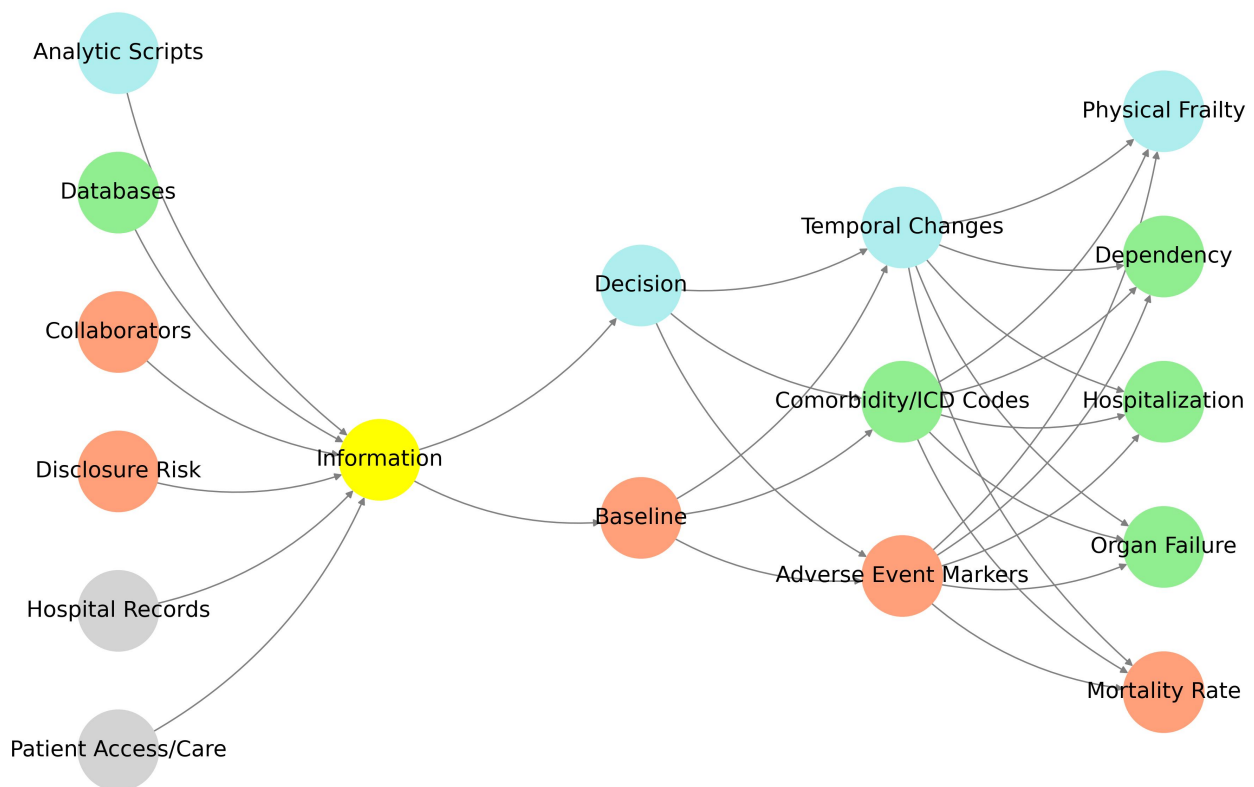 Analytic Scripts
Databases
Collaborators
Disclosure Risk
Hospital Records
Patient Access/Care
Information
Decision
Baseline
Temporal Changes
Comorbidity/ICD Codes
Adverse Event Markers
Physical Frailty
Dependency
Hospitalization
Organ Failure
Mortality Rate